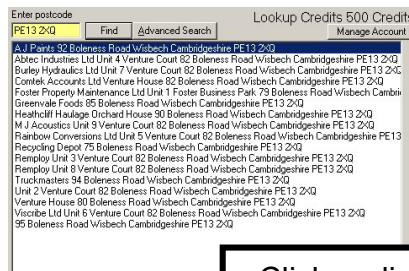 Enter postcode
Lookup Credits 500 Credits
PE13 2XQ Find Advanced Search Manage Account
A J Paints 92 Boleness Road Wisbech Cambridgeshire PE13 2XQ
Abtec Industries Ltd Unit 4 Venture Court 82 Boleness Road Wisbech Cambridgeshire PE13 2XQ
Burley Hydraulics Ltd Unit 7 Venture Court 82 Boleness Road Wisbech Cambridgeshire PE13 2XQ
Comtek Accounts Ltd Venture House 82 Boleness Road Wisbech Cambridgeshire PE13 2XQ
Foster Property Maintenance Ltd Unit 1 Foster Business Park 79 Boleness Road Wisbech Cambri
Greenvale Foods 85 Boleness Road Wisbech Cambridgeshire PE13 2XQ
Heathcliff Haulage Orchard House 90 Boleness Road Wisbech Cambridgeshire PE13 2XQ
M J Acoustics Unit 9 Venture Court 82 Boleness Road Wisbech Cambridgeshire PE13 2XQ
Rainbow Conversions Ltd Unit 5 Venture Court 82 Boleness Road Wisbech Cambridgeshire PE13
Recycling Depot 75 Boleness Road Wisbech Cambridgeshire PE13 2XQ
Remploy Unit 3 Venture Court 82 Boleness Road Wisbech Cambridgeshire PE13 2XQ
Remploy Unit 8 Venture Court 82 Boleness Road Wisbech Cambridgeshire PE13 2XQ
Truckmasters 94 Boleness Road Wisbech Cambridgeshire PE13 2XQ
Unit 2 Venture Court 82 Boleness Road Wisbech Cambridgeshire PE13 2XQ
Venture House 80 Boleness Road Wisbech Cambridgeshire PE13 2XQ
Viscribe Ltd Unit 6 Venture Court 82 Boleness Road Wisbech Cambridgeshire PE13 2XQ
95 Boleness Road Wisbech Cambridgeshire PE13 2XQ